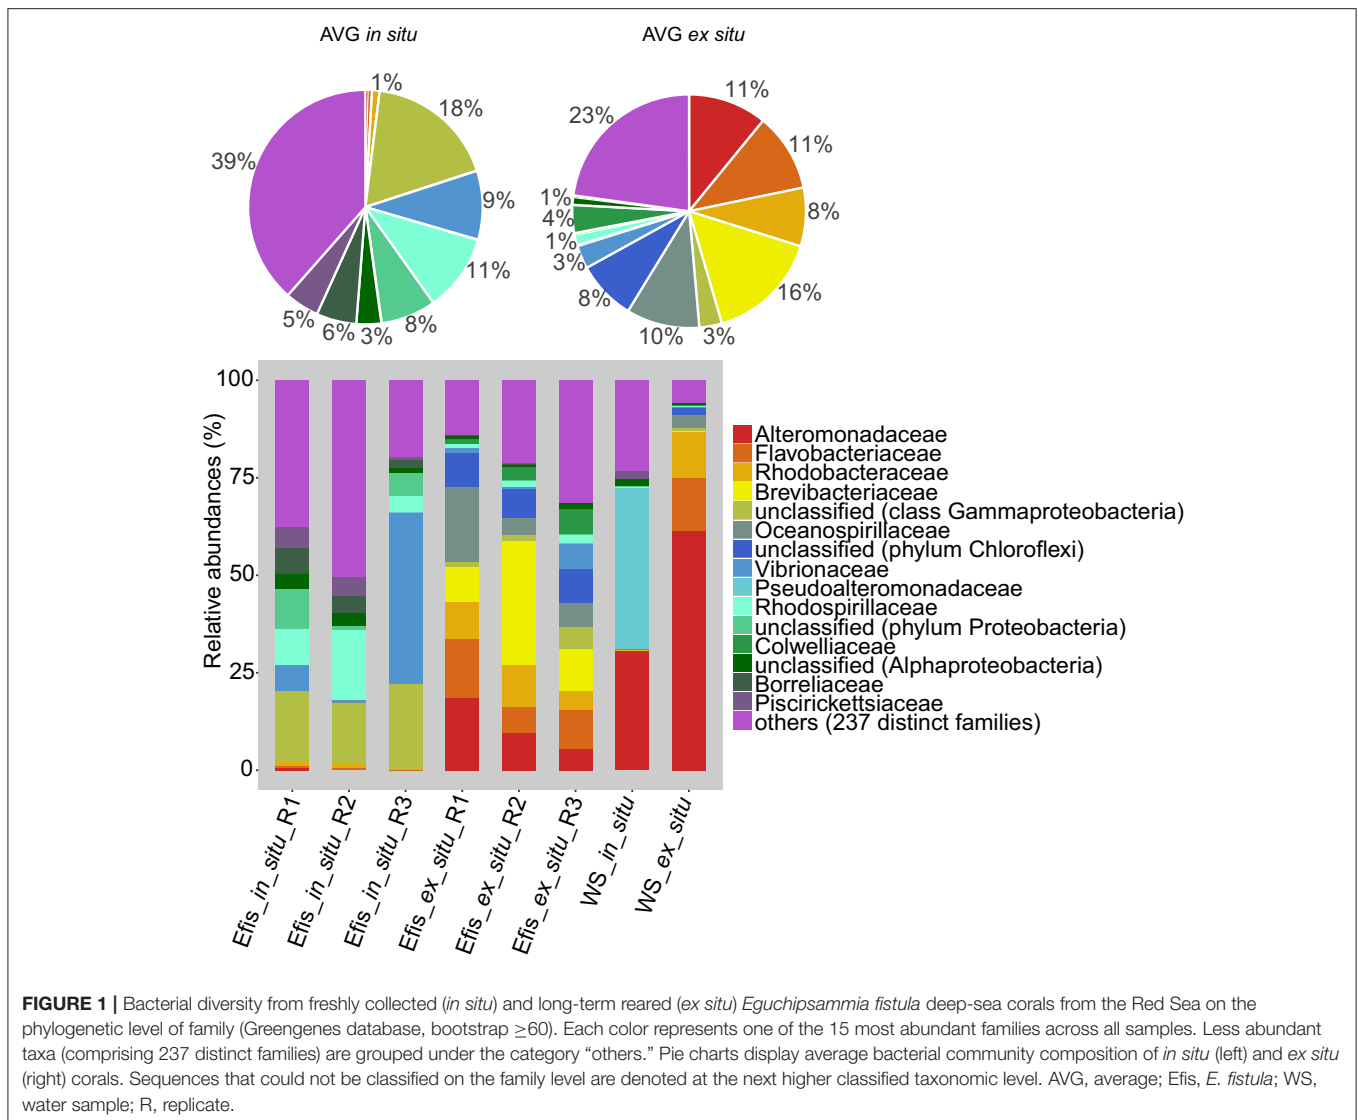 AVG in situ
AVG ex situ
1%
18%
9%
11%
8%
3%
6%
5%
39%
11%
11%
8%
16%
3%
10%
8%
3%
1%
4%
1%
23%
Relative abundances (%)
100
75
50
25
0
Efis_in_situ_R1
Efis_in_situ_R2
Efis_in_situ_R3
Efis_ex_situ_R1
Efis_ex_situ_R2
Efis_ex_situ_R3
WS_in_situ
WS_ex_situ
Alteromonadaceae
Flavobacteriaceae
Rhodobacteraceae
Brevibacteriaceae
unclassified (class Gammaproteobacteria)
Oceanospirillaceae
unclassified (phylum Chloroflexi)
Vibrionaceae
Pseudoalteromonadaceae
Rhodospirillaceae
unclassified (phylum Proteobacteria)
Colwelliaceae
unclassified (Alphaproteobacteria)
Borreliaceae
Piscirickettsiaceae
others (237 distinct families)
FIGURE 1 | Bacterial diversity from freshly collected (in situ) and long-term reared (ex situ) Eguchipsammia fistula deep-sea corals from the Red Sea on the
phylogenetic level of family (Greengenes database, bootstrap ≥60). Each color represents one of the 15 most abundant families across all samples. Less abundant
taxa (comprising 237 distinct families) are grouped under the category “others.” Pie charts display average bacterial community composition of in situ (left) and ex situ
(right) corals. Sequences that could not be classified on the family level are denoted at the next higher classified taxonomic level. AVG, average; Efis, E. fistula; WS,
water sample; R, replicate.